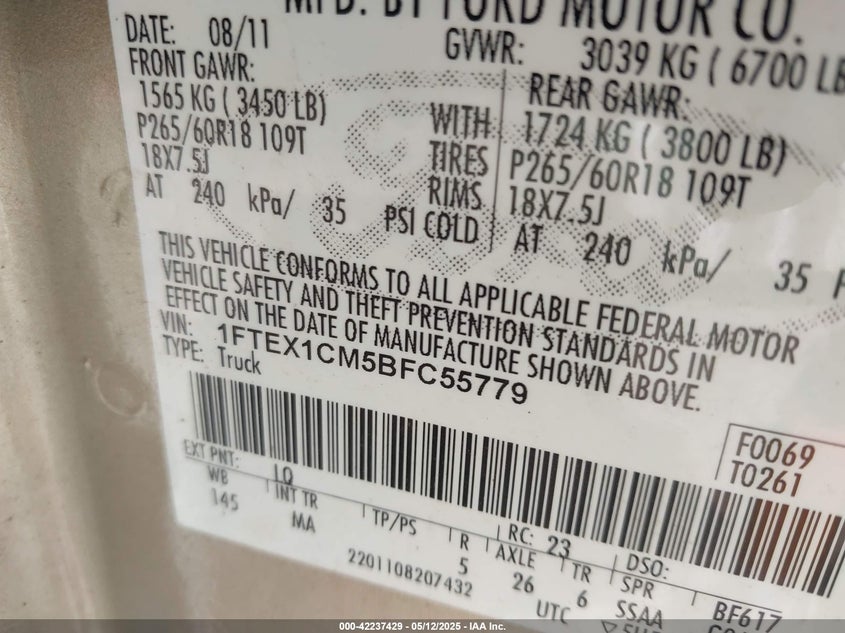 MFD. BY FORD MOTOR CO.
DATE: 08/11 GVWR: 3039 KG ( 6700 LB
FRONT GAWR: REAR GAWR:
1565 KG ( 3450 LB) WITH 1724 KG ( 3800 LB)
P265/60R18 109T TIRES P265/60R18 109T
18X7.5J RIMS 18X7.5J
AT 240 kPa/ 35 PSI COLD AT 240 kPa/ 35
THIS VEHICLE CONFORMS TO ALL APPLICABLE FEDERAL MOTOR
VEHICLE SAFETY AND THEFT PREVENTION STANDARDS IN
EFFECT ON THE DATE OF MANUFACTURE SHOWN ABOVE.
VIN: 1FTEX1CM5BFC55779
TYPE: Truck
F0069
T0261
EXT PNT: LQ RC: 23 DSO:
WB INT TR TP/PS R AXLE TR SPR
145 MA 5 26 6 SSAA BF617
2201108207432 UTC
000-42237429 - 05/12/2025 - IAA Inc.